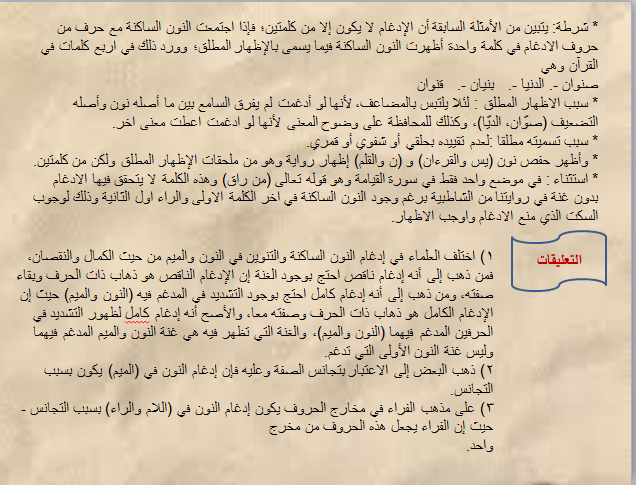 * شرطة: يتبين من الأمثلة السابقة أن الإدغام لا يكون إلا من كلمتين؛ فإذا اجتمعت النون الساكنة مع حرف من
حروف الادغام في كلمة واحدة أظهرت النون الساكنة فيما يسمى بالإظهار المطلق؛ وورد ذلك في اربع كلمات في
القرآن وهي
صنوان -. الدنيا -. بنيان -. قنوان
* سبب الاظهار المطلق : لئلا يلتبس بالمضاعف، لأنها لو أدغمت لم يفرق السامع بين ما أصله نون وأصله
التضعيف (صوّان، الديّا)، وكذلك للمحافظة على وضوح المعنى لأنها لو ادغمت اعطت معنى اخر.
* سبب تسميته مطلقا :لعدم تقييده بحلقي أو شفوي أو قمري.
* وأظهر حفص نون (يس والقرءان) و (ن والقلم) إظهار رواية وهو من ملحقات الإظهار المطلق ولكن من كلمتين.
* استثناء : في موضع واحد فقط في سورة القيامة وهو قوله تعالى (من راق) وهذه الكلمة لا يتحقق فيها الادغام
بدون غنة في روايتنا من الشاطبية برغم وجود النون الساكنة في اخر الكلمة الاولى والراء اول الثانية وذلك لوجوب
السكت الذي منع الادغام واوجب الاظهار.
التعليقات
١) اختلف العلماء في إدغام النون الساكنة والتنوين في النون والميم من حيث الكمال والنقصان،
فمن ذهب إلى أنه إدغام ناقص احتج بوجود الغنة إن الإدغام الناقص هو ذهاب ذات الحرف وبقاء
صفته، ومن ذهب إلى أنه إدغام كامل احتج بوجود التشديد في المدغم فيه (النون والميم) حيث إن
الإدغام الكامل هو ذهاب ذات الحرف وصفته معا، والأصح أنه إدغام كامل لظهور التشديد في
الحرفين المدغم فيهما (النون والميم)، والغنة التي تظهر فيه هي غنة النون والميم المدغم فيهما
وليس غنة النون الأولى التي تدغم.
٢) ذهب البعض إلى الاعتبار بتجانس الصفة وعليه فإن إدغام النون في (الميم) يكون بسبب
التجانس.
٣) على مذهب الفراء في مخارج الحروف يكون إدغام النون في (اللام والراء) بسبب التجانس -
حيث إن الفراء يجعل هذه الحروف من مخرج
واحد.